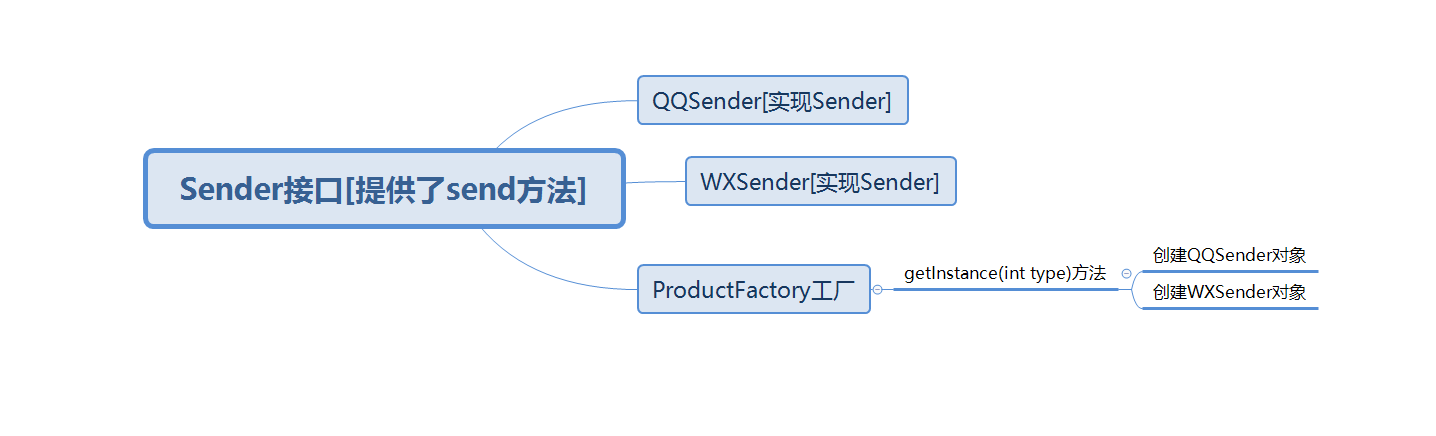 QQSender[实现Sender]
Sender接口[提供了send方法]
WXSender[实现Sender]
ProductFactory工厂
getInstance(int type)方法
创建QQSender对象
创建WXSender对象